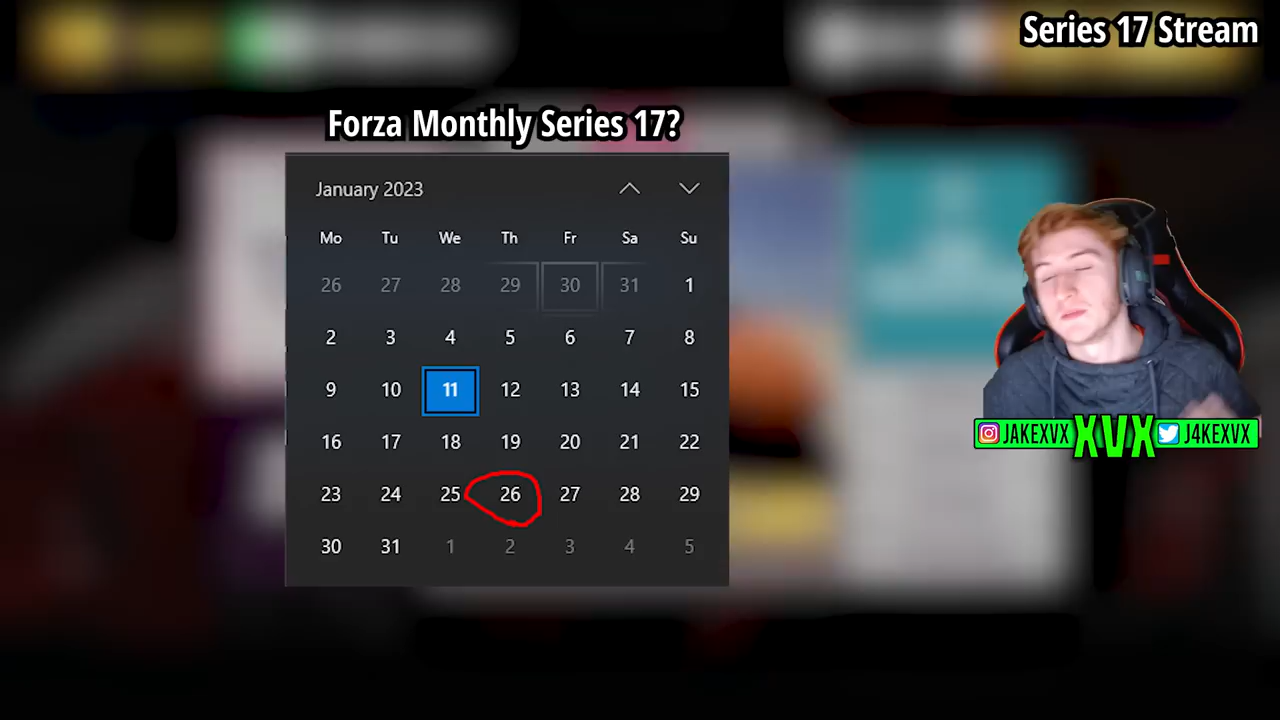 Series 17 Stream
Forza Monthly Series 17?
January 2023
Mo Tu We Th Fr Sa Su
26 27 28 29 30 31 1
2 3 4 5 6 7 8
9 10 11 12 13 14 15
16 17 18 19 20 21 22
23 24 25 26 27 28 29
30 31 1 2 3 4 5
JAKEXVX XVX J4KEXVX